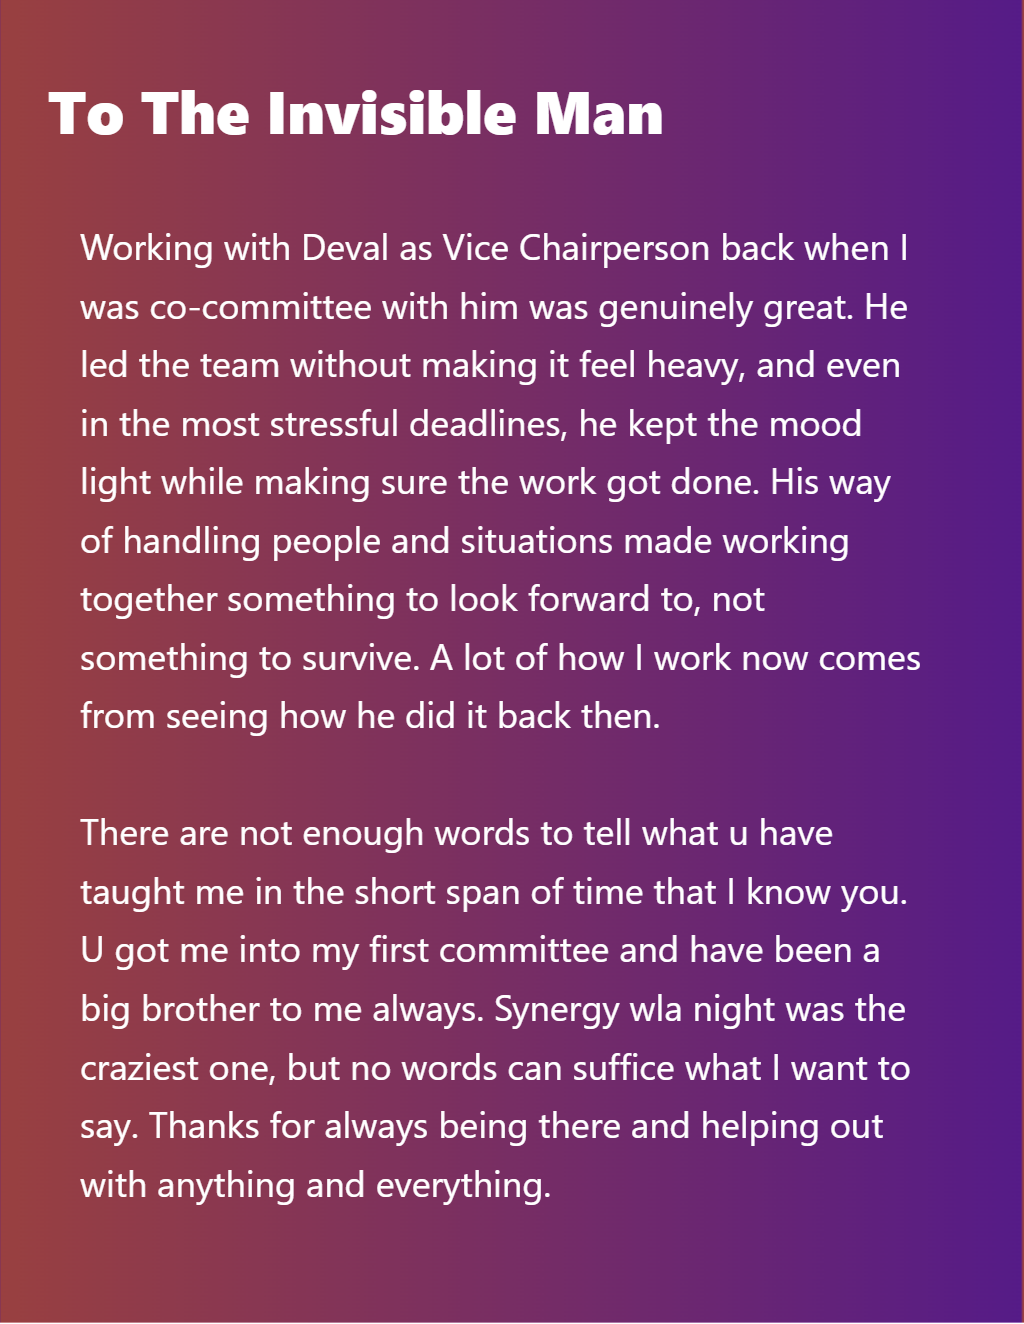 To The Invisible Man
Working with Deval as Vice Chairperson back when I
was co-committee with him was genuinely great. He
led the team without making it feel heavy, and even
in the most stressful deadlines, he kept the mood
light while making sure the work got done. His way
of handling people and situations made working
together something to look forward to, not
something to survive. A lot of how I work now comes
from seeing how he did it back then.
There are not enough words to tell what u have
taught me in the short span of time that I know you.
U got me into my first committee and have been a
big brother to me always. Synergy wla night was the
craziest one, but no words can suffice what I want to
say. Thanks for always being there and helping out
with anything and everything.